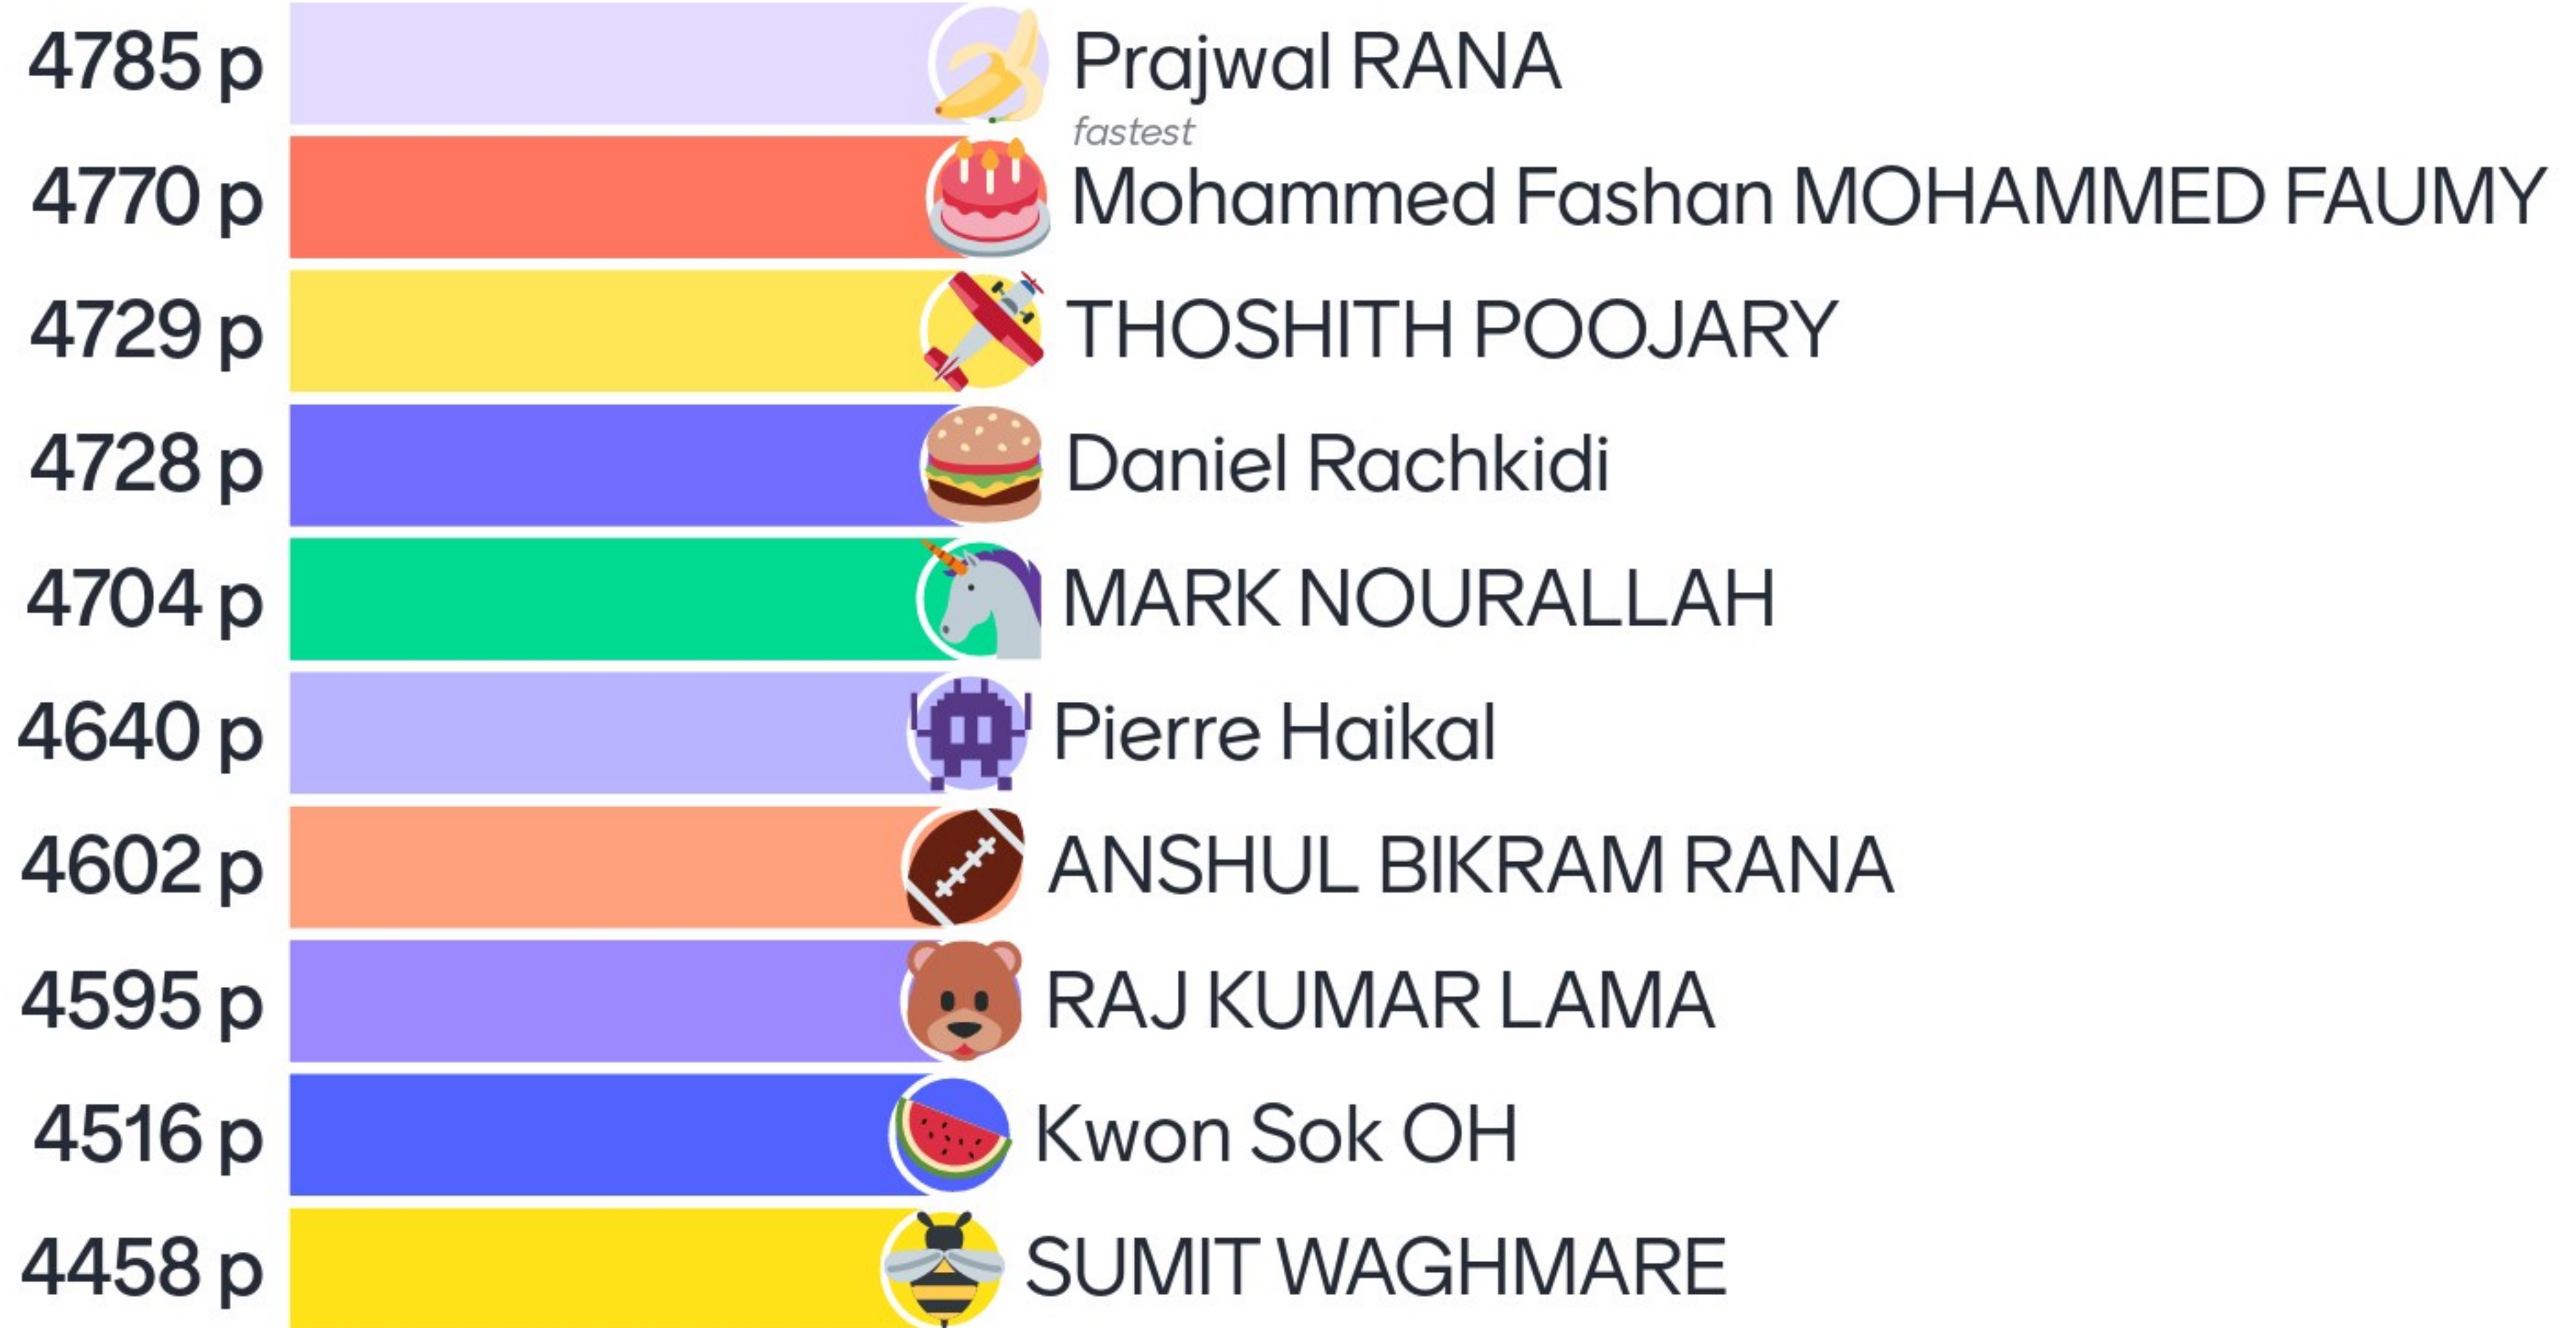 4785 p Prajwal RANA
fastest
4770 p Mohammed Fashan MOHAMMED FAUMY
4729 p THOSHITH POOJARY
4728 p Daniel Rachkidi
4704 p MARK NOURALLAH
4640 p Pierre Haikal
4602 p ANSHUL BIKRAM RANA
4595 p RAJ KUMAR LAMA
4516 p Kwon Sok OH
4458 p SUMIT WAGHMARE